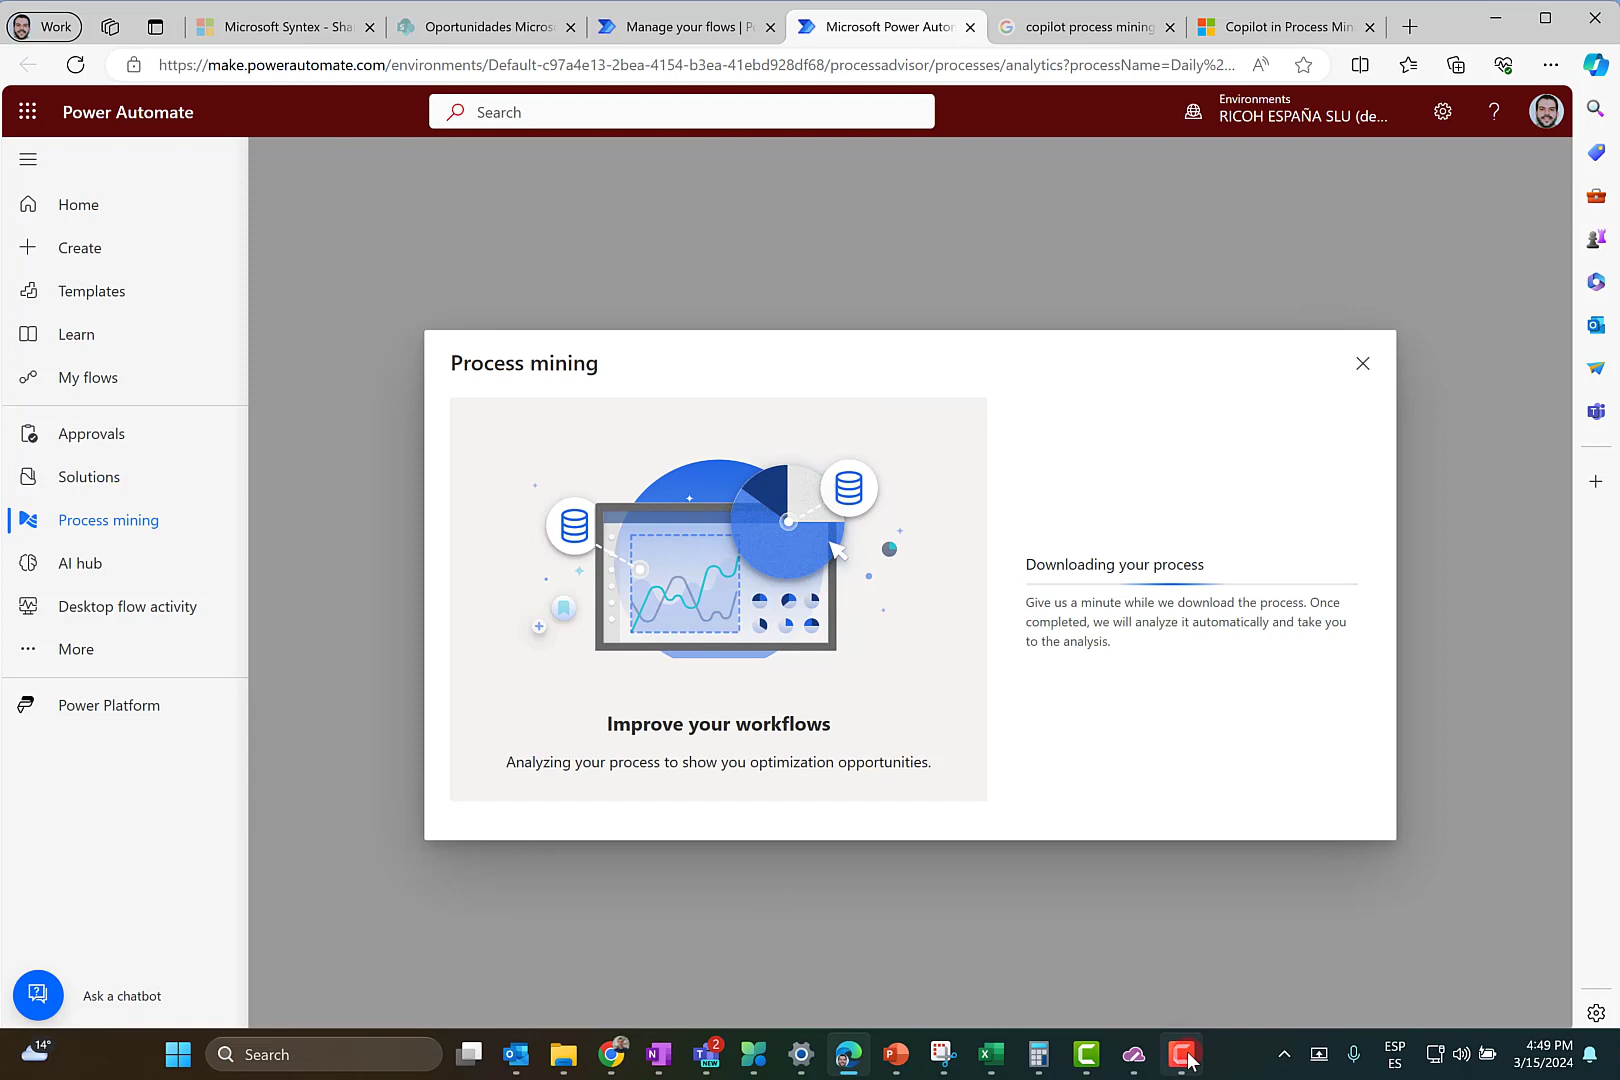 Work
Microsoft Syntex - Sha
Oportunidades Micros
Manage your flows | P
Microsoft Power Autor
copilot process mining
Copilot in Process Min
https://make.powerautomate.com/environments/Default-c97a4e13-2bea-4154-b3ea-41ebd928df68/processadvisor/processes/analytics?processName=Daily%2...
Power Automate
Search
Environments
RICOH ESPAÑA SLU (de...
Home
Create
Templates
Learn
My flows
Approvals
Solutions
Process mining
AI hub
Desktop flow activity
More
Power Platform
Ask a chatbot
Process mining
Improve your workflows
Analyzing your process to show you optimization opportunities.
Downloading your process
Give us a minute while we download the process. Once
completed, we will analyze it automatically and take you
to the analysis.
14°
Search
2
NEW
ESP
ES
4:49 PM
3/15/2024